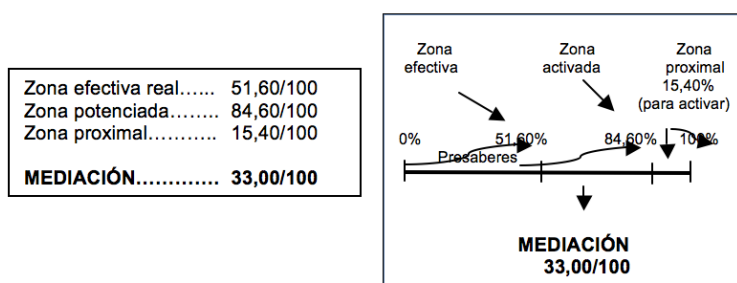 Zona efectiva real…... 51,60/100
Zona potenciada…….. 84,60/100
Zona proximal……….. 15,40/100
MEDIACIÓN…………. 33,00/100
Zona efectiva
Zona activada
Zona proximal
15,40%
(para activar)
0% 51,60% 84,60% 100%
Presaberes
MEDIACIÓN
33,00/100